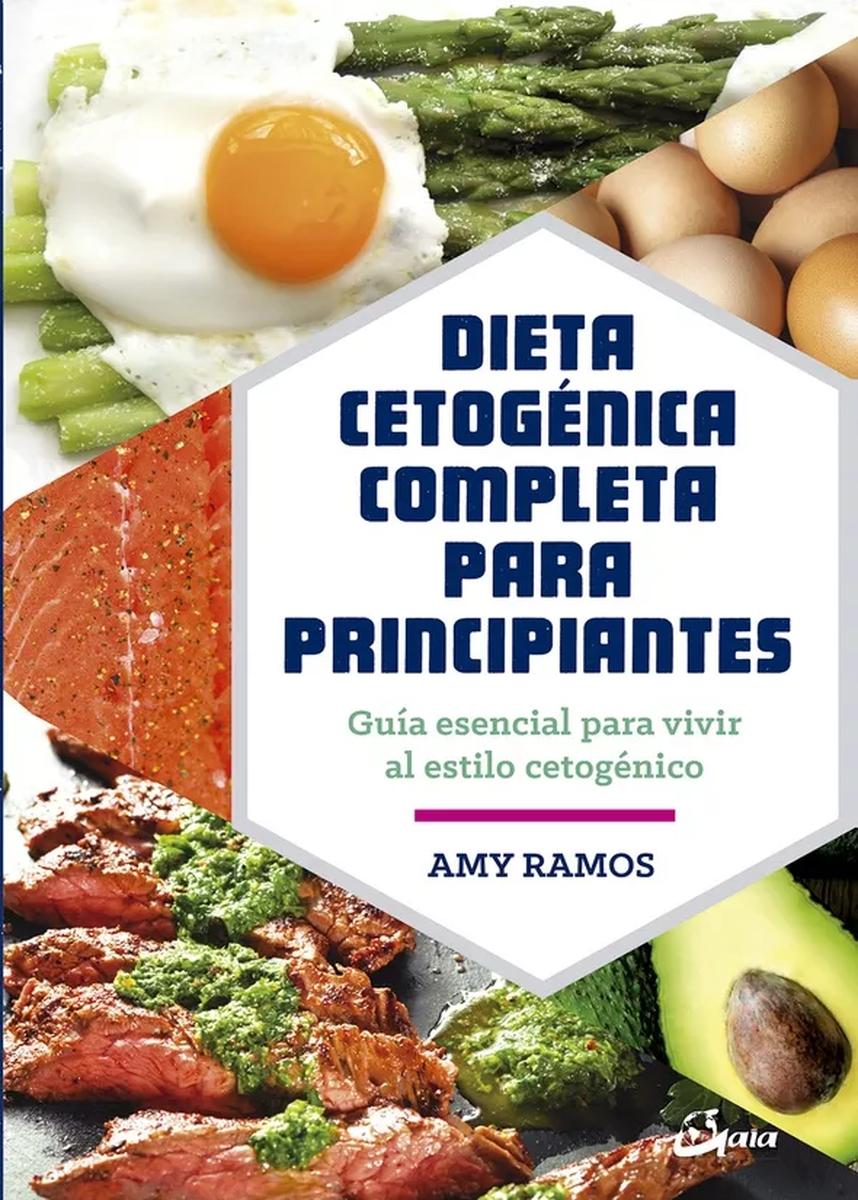 DIETA
CETOGÉNICA
COMPLETA
PARA
PRINCIPIANTES
Guía esencial para vivir
al estilo cetogénico
AMY RAMOS
Gaia